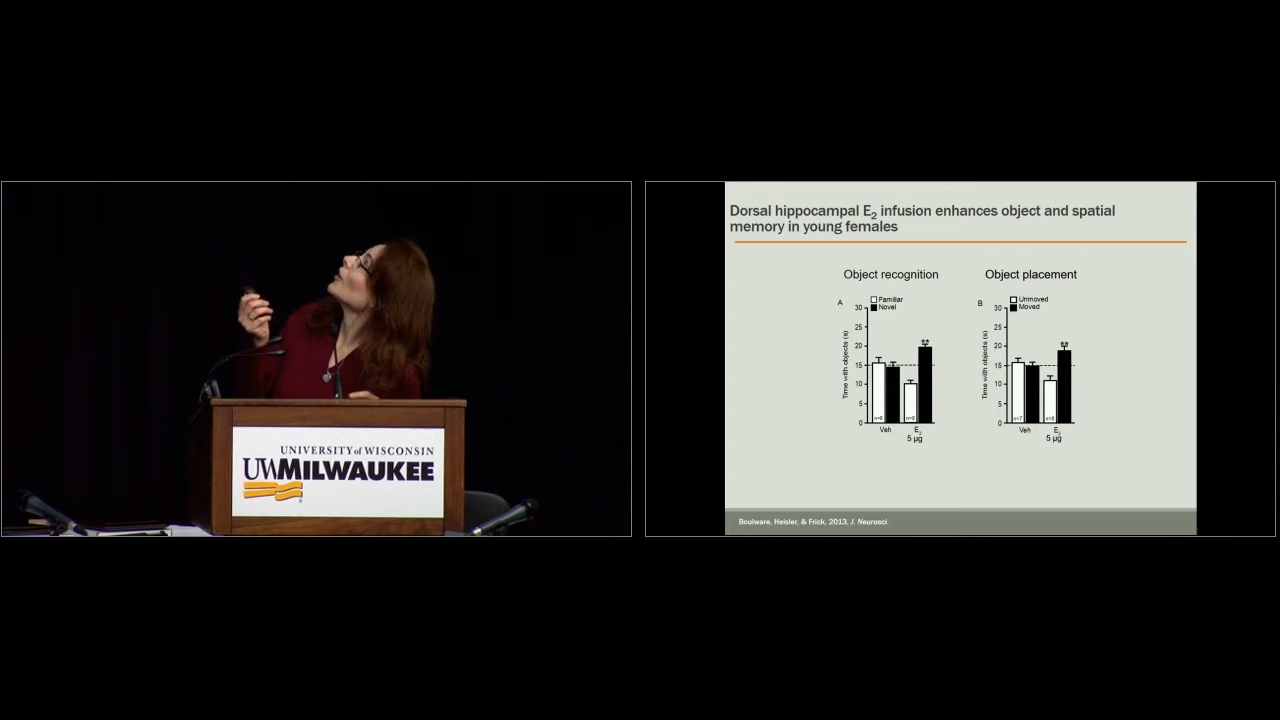 UNIVERSITY of WISCONSIN
UWMILWAUKEE
Dorsal hippocampal E2 infusion enhances object and spatial
memory in young females
Object recognition
A
Familiar
Novel
Time with objects (s)
30
25
20
15
10
5
0
**
Veh
E2
5 µg
Object placement
B
Unmoved
Moved
Time with objects (s)
30
25
20
15
10
5
0
**
n=7
Veh
E2
5 µg
Boulware, Heisler, & Frick, 2013, J. Neurosci.